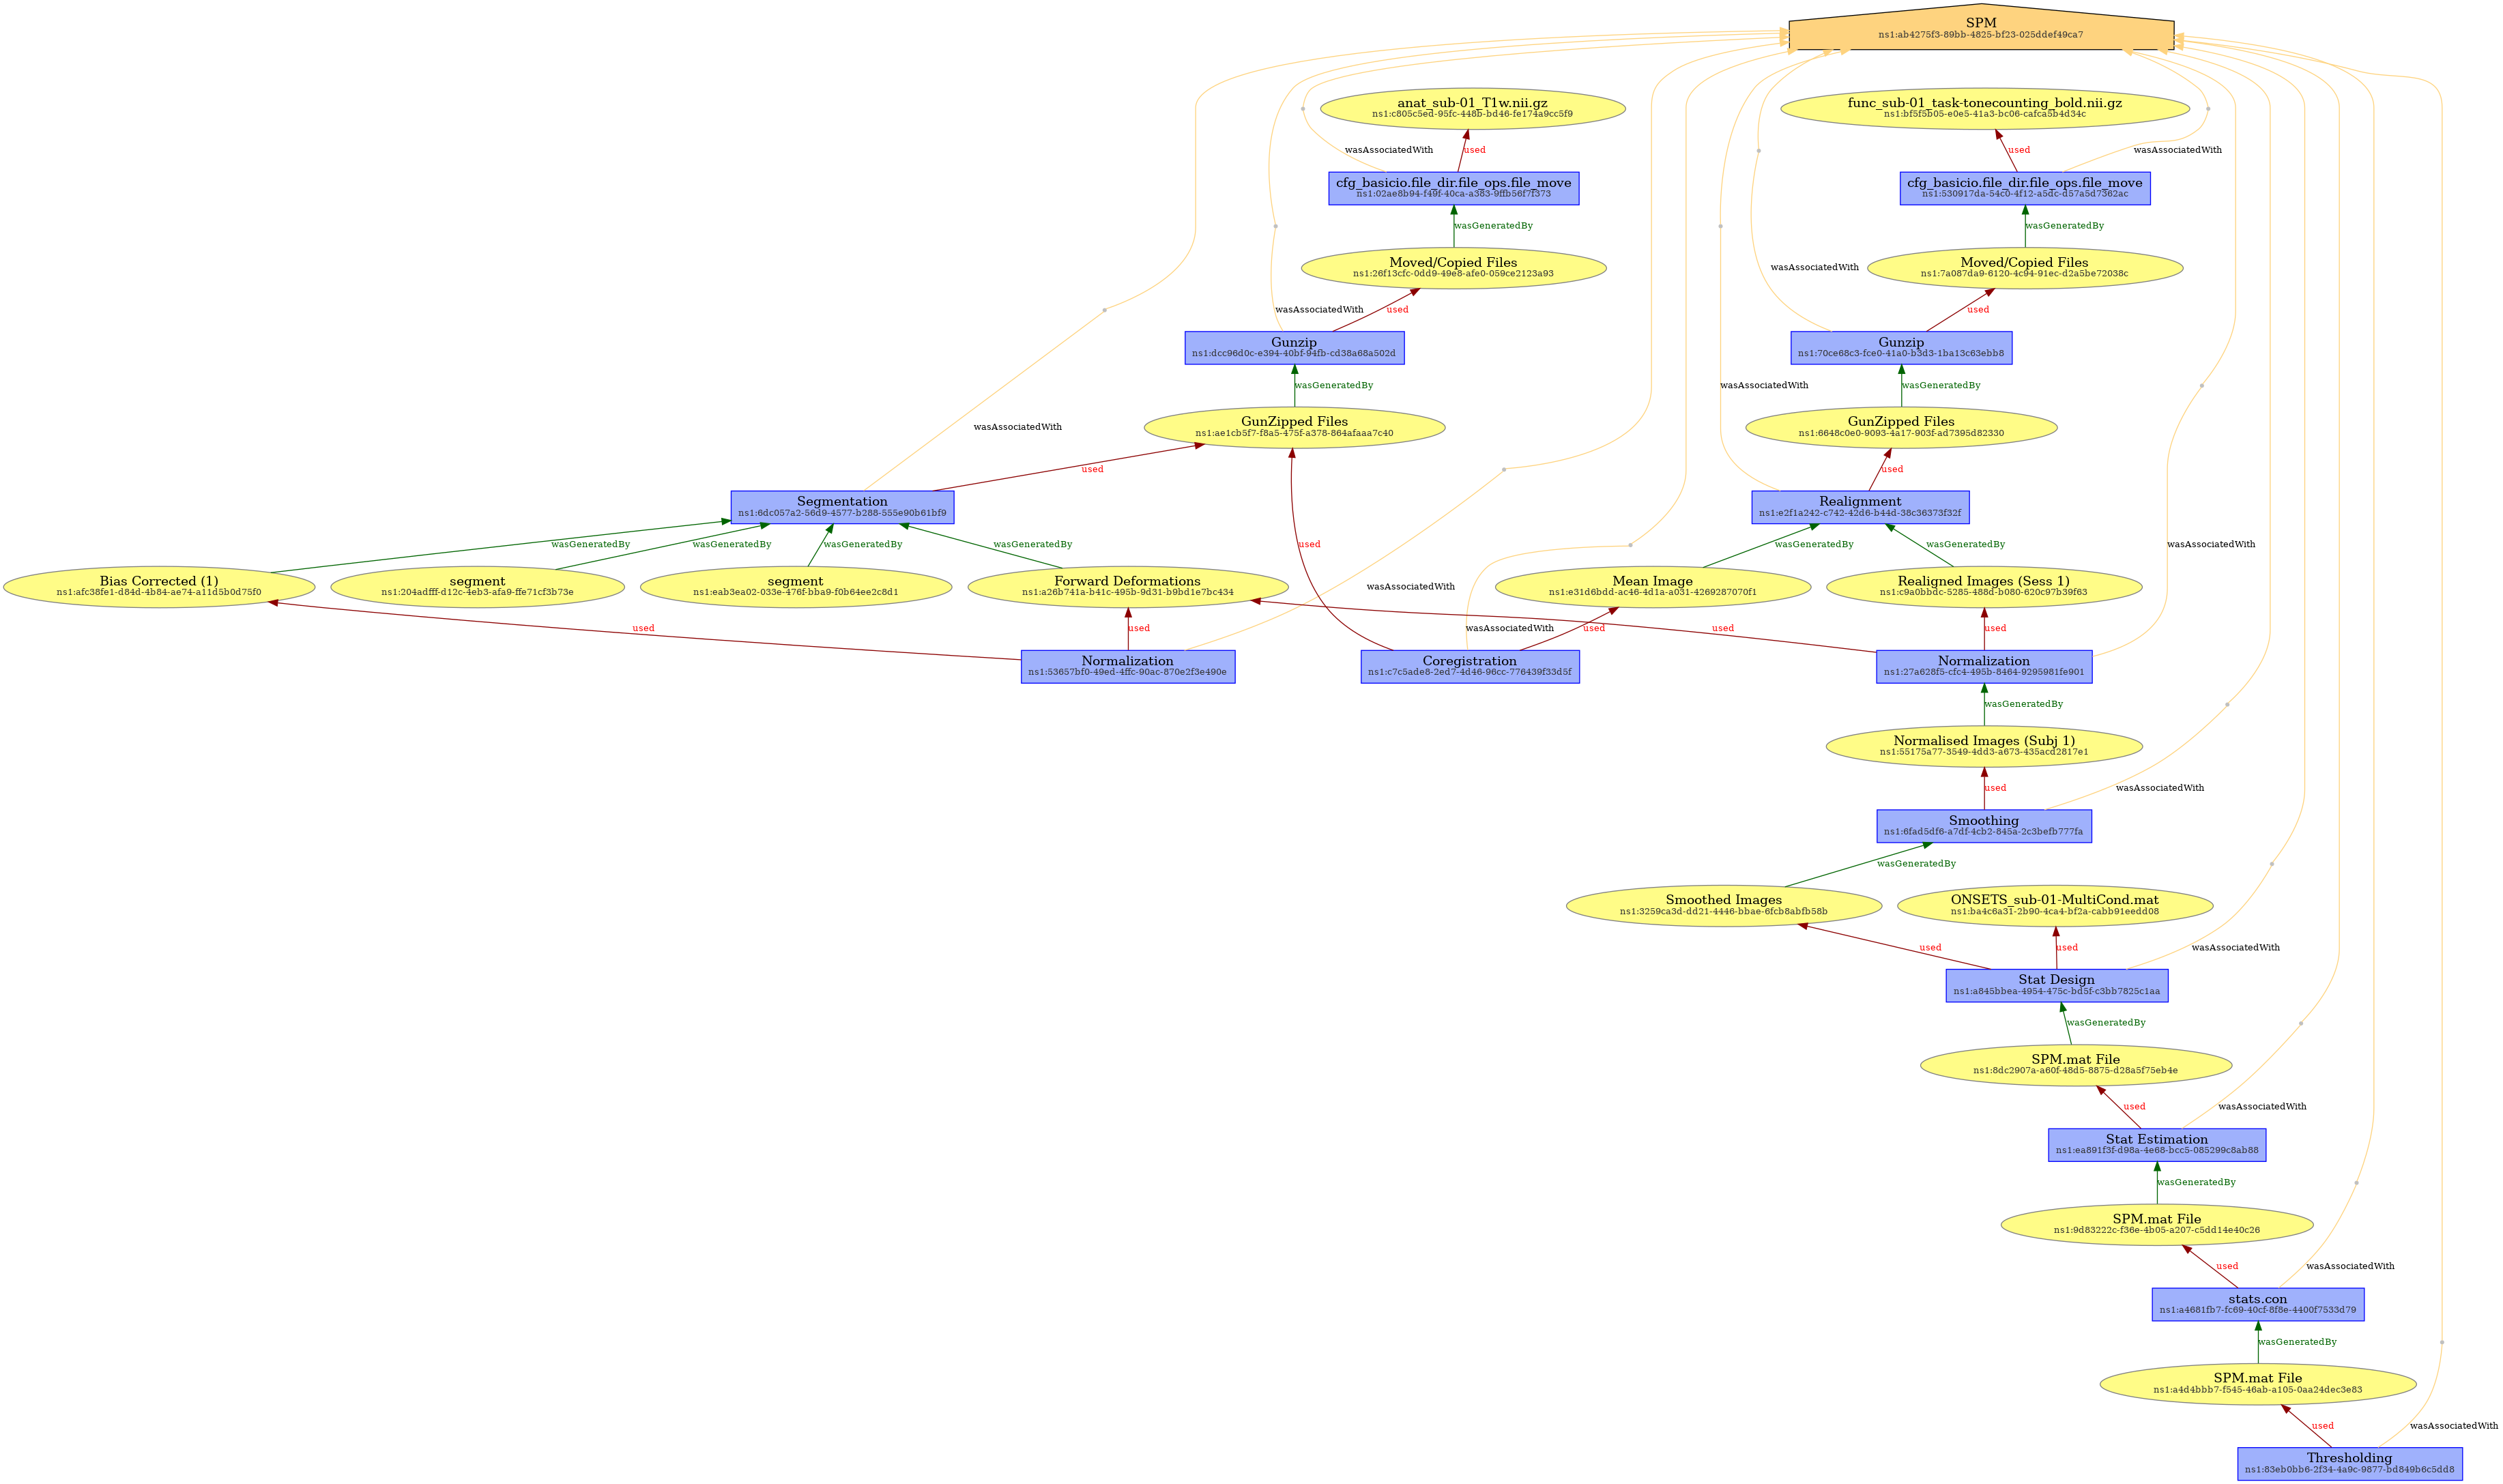 SPM
ns1:ab4275f3-89bb-4825-bf23-025ddef49ca7
anat_sub-01_T1w.nii.gz
ns1:c805c5ed-95fc-448b-bd46-fe174a9cc5f9
func_sub-01_task-tonecounting_bold.nii.gz
ns1:bf5f5b05-e0e5-41a3-bc06-cafca5b4d34c
wasAssociatedWith
used
used
wasAssociatedWith
cfg_basicio.file_dir.file_ops.file_move
ns1:02ae8b94-f49f-40ca-a383-9ffb56f7f373
cfg_basicio.file_dir.file_ops.file_move
ns1:530917da-54c0-4f12-a5dc-d57a5d7362ac
wasGeneratedBy
wasGeneratedBy
Moved/Copied Files
ns1:26f13cfc-0dd9-49e8-afe0-059ce2123a93
wasAssociatedWith
Moved/Copied Files
ns1:7a087da9-6120-4c94-91ec-d2a5be72038c
wasAssociatedWith
used
used
Gunzip
ns1:dcc96d0c-e394-40bf-94fb-cd38a68a502d
Gunzip
ns1:70ce68c3-fce0-41a0-b3d3-1ba13c63ebb8
wasGeneratedBy
wasAssociatedWith
wasGeneratedBy
GunZipped Files
ns1:ae1cb5f7-f8a5-475f-a378-864afaaa7c40
GunZipped Files
ns1:6648c0e0-9093-4a17-903f-ad7395d82330
wasAssociatedWith
used
used
Segmentation
ns1:6dc057a2-56d9-4577-b288-555e90b61bf9
Realignment
ns1:e2f1a242-c742-42d6-b44d-38c36373f32f
wasGeneratedBy
wasGeneratedBy
wasGeneratedBy
wasGeneratedBy
used
wasGeneratedBy
wasGeneratedBy
wasAssociatedWith
Bias Corrected (1)
ns1:afc38fe1-d84d-4b84-ae74-a11d5b0d75f0
segment
ns1:204adfff-d12c-4eb3-afa9-ffe71cf3b73e
segment
ns1:eab3ea02-033e-476f-bba9-f0b64ee2c8d1
Forward Deformations
ns1:a26b741a-b41c-495b-9d31-b9bd1e7bc434
wasAssociatedWith
Mean Image
ns1:e31d6bdd-ac46-4d1a-a031-4269287070f1
Realigned Images (Sess 1)
ns1:c9a0bbdc-5285-488d-b080-620c97b39f63
used
used
wasAssociatedWith
used
used
used
Normalization
ns1:53657bf0-49ed-4ffc-90ac-870e2f3e490e
Coregistration
ns1:c7c5ade8-2ed7-4d46-96cc-776439f33d5f
Normalization
ns1:27a628f5-cfc4-495b-8464-9295981fe901
wasGeneratedBy
Normalised Images (Subj 1)
ns1:55175a77-3549-4dd3-a673-435acd2817e1
used
wasAssociatedWith
Smoothing
ns1:6fad5df6-a7df-4cb2-845a-2c3befb777fa
wasGeneratedBy
Smoothed Images
ns1:3259ca3d-dd21-4446-bbae-6fcb8abfb58b
ONSETS_sub-01-MultiCond.mat
ns1:ba4c6a31-2b90-4ca4-bf2a-cabb91eedd08
used
used
wasAssociatedWith
Stat Design
ns1:a845bbea-4954-475c-bd5f-c3bb7825c1aa
wasGeneratedBy
SPM.mat File
ns1:8dc2907a-a60f-48d5-8875-d28a5f75eb4e
used
wasAssociatedWith
Stat Estimation
ns1:ea891f3f-d98a-4e68-bcc5-085299c8ab88
wasGeneratedBy
SPM.mat File
ns1:9d83222c-f36e-4b05-a207-c5dd14e40c26
used
wasAssociatedWith
stats.con
ns1:a4681fb7-fc69-40cf-8f8e-4400f7533d79
wasGeneratedBy
SPM.mat File
ns1:a4d4bbb7-f545-46ab-a105-0aa24dec3e83
used
wasAssociatedWith
Thresholding
ns1:83eb0bb6-2f34-4a9c-9877-bd849b6c5dd8